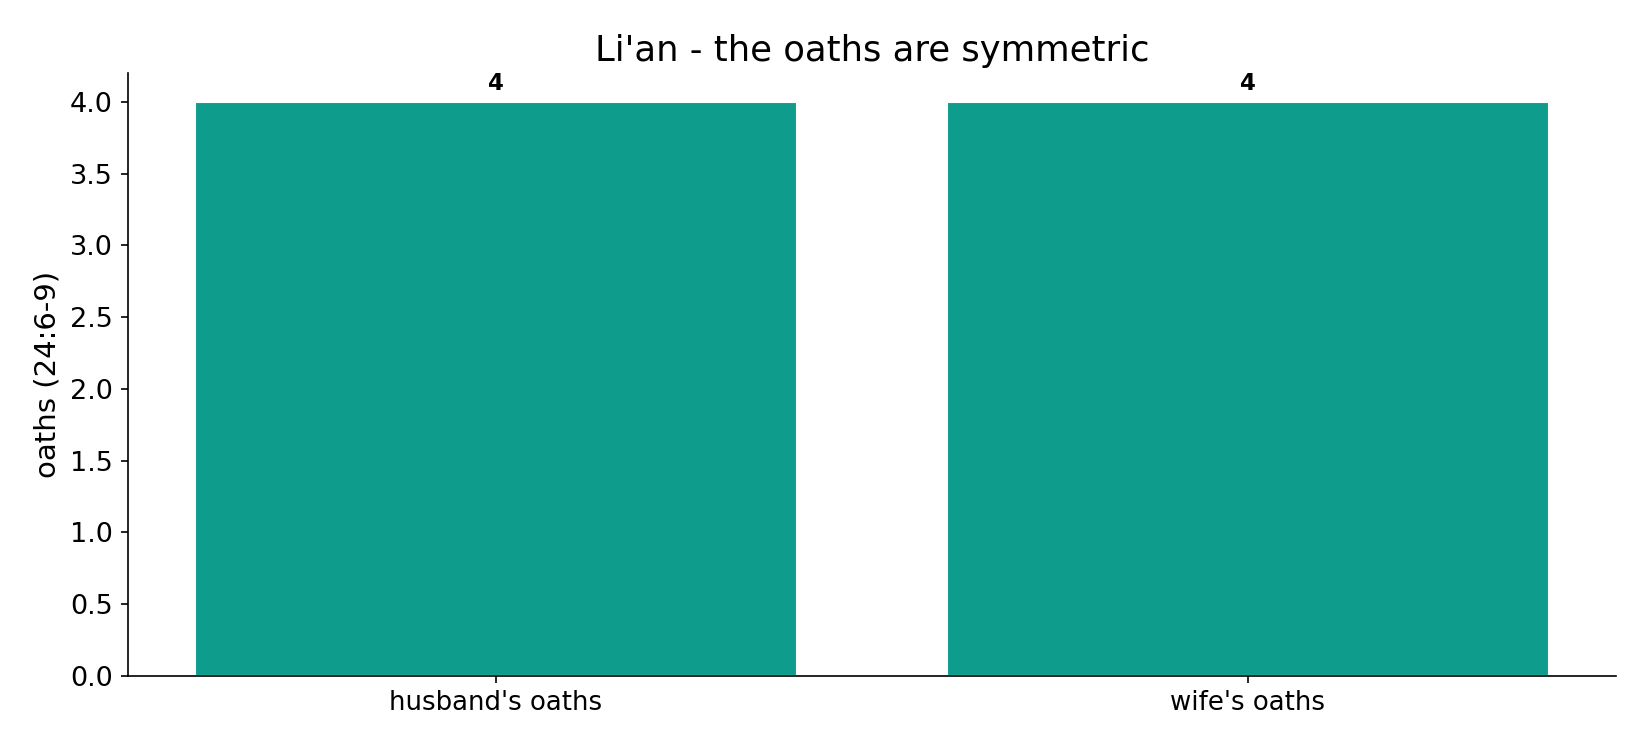 Li'an - the oaths are symmetric
4
4
oaths (24:6-9)
4.0
3.5
3.0
2.5
2.0
1.5
1.0
0.5
0.0
husband's oaths
wife's oaths